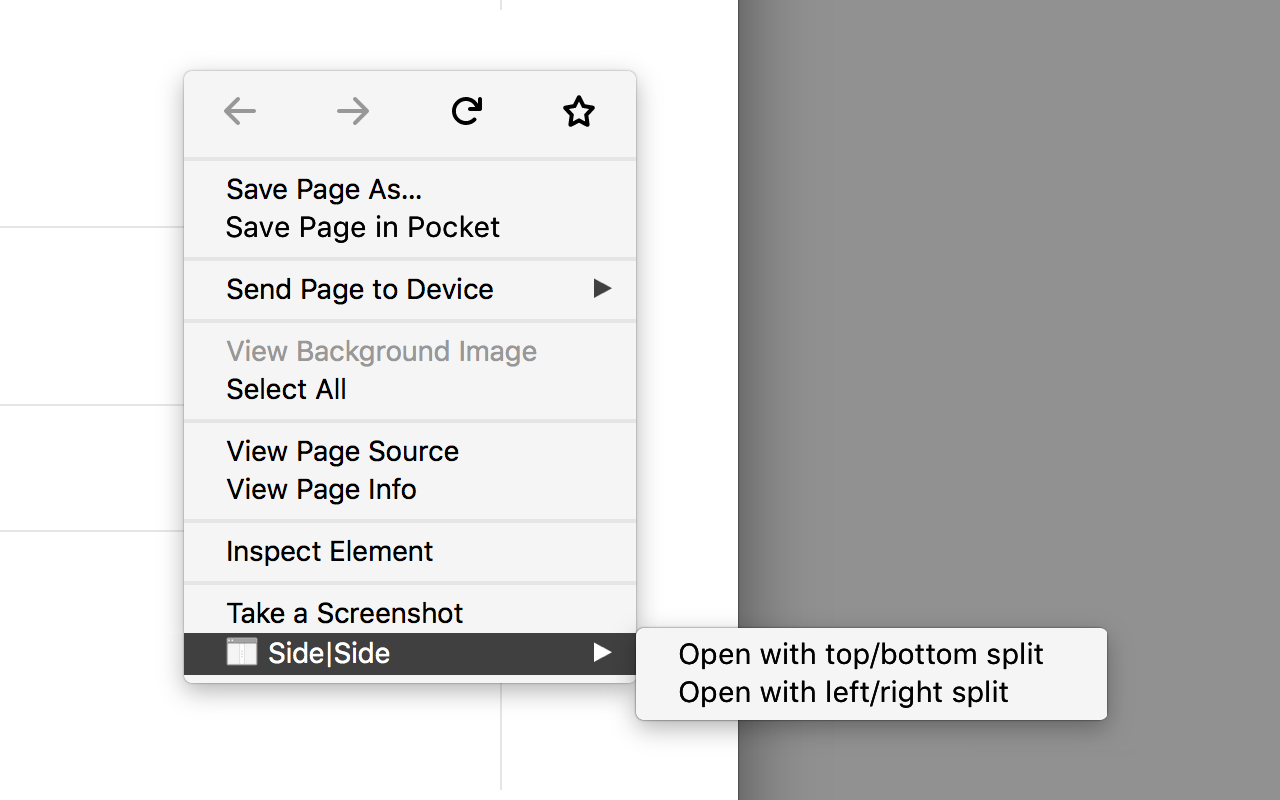 Save Page As...
Save Page in Pocket
Send Page to Device
View Background Image
Select All
View Page Source
View Page Info
Inspect Element
Take a Screenshot
Side|Side
Open with top/bottom split
Open with left/right split